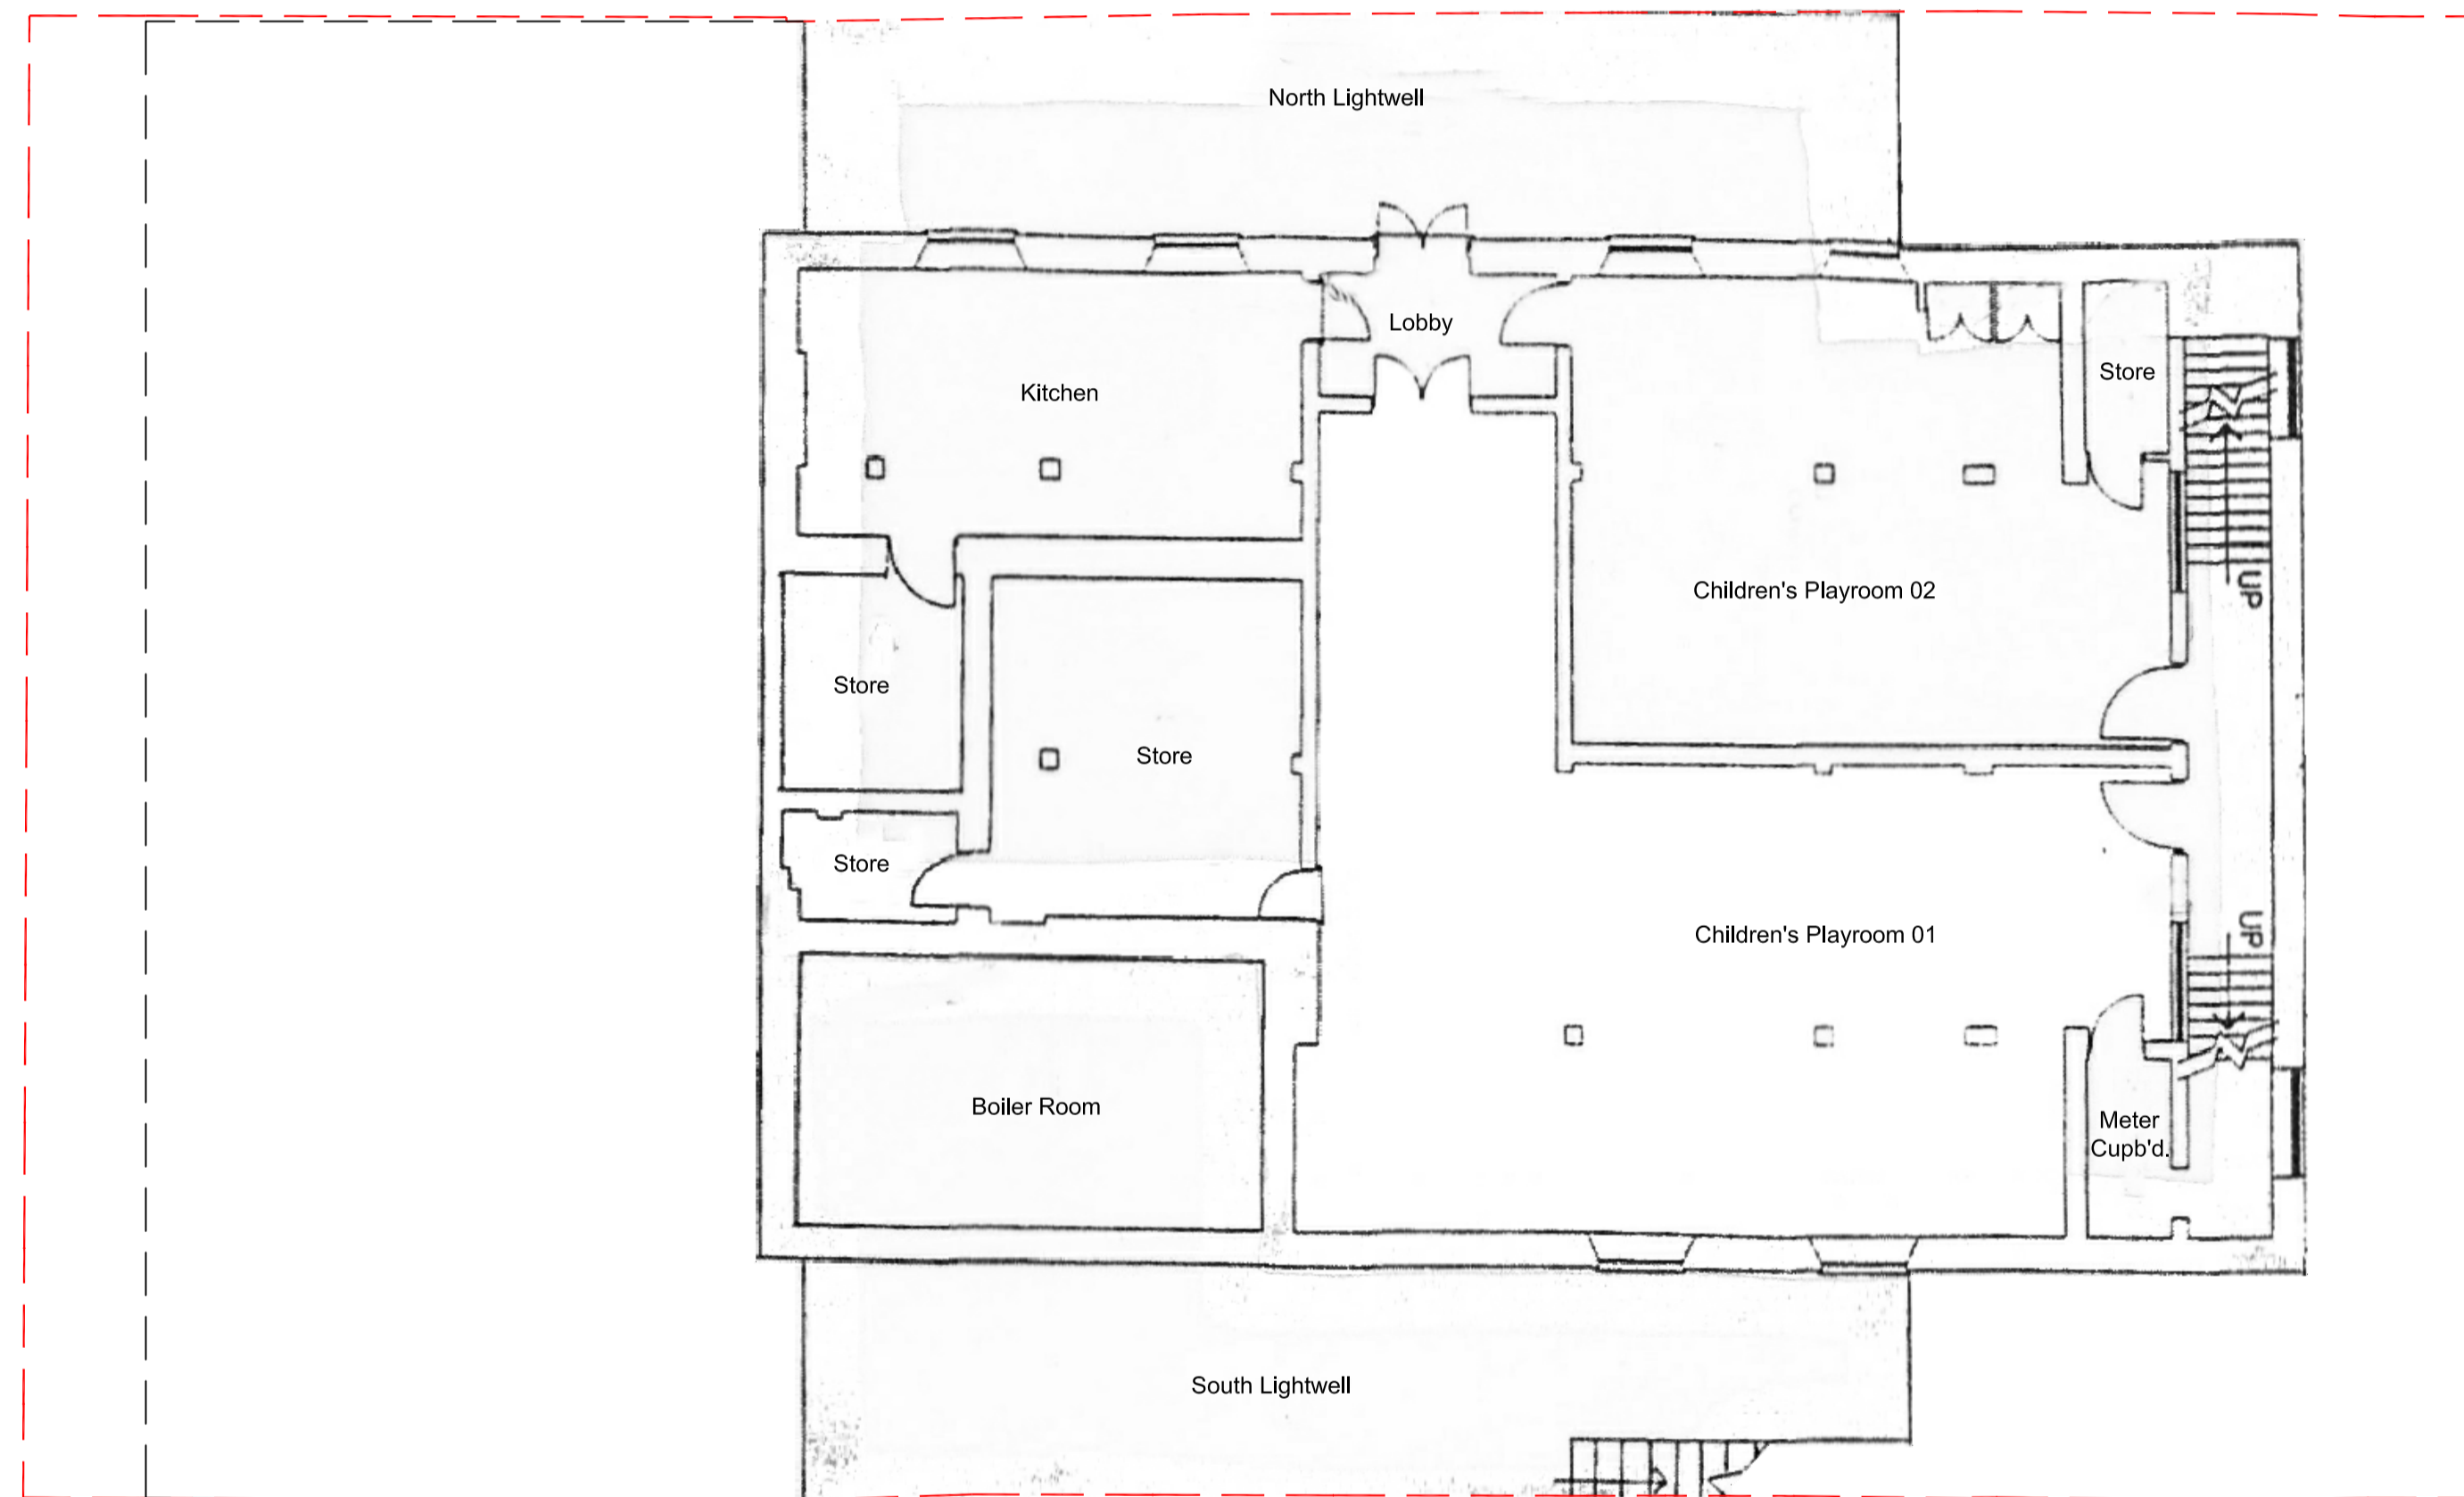 North Lightwell
Lobby
Kitchen
Store
Children's Playroom 02
UP
Store
Store
Store
Children's Playroom 01
UP
Boiler Room
Meter
Cupb'd.
South Lightwell